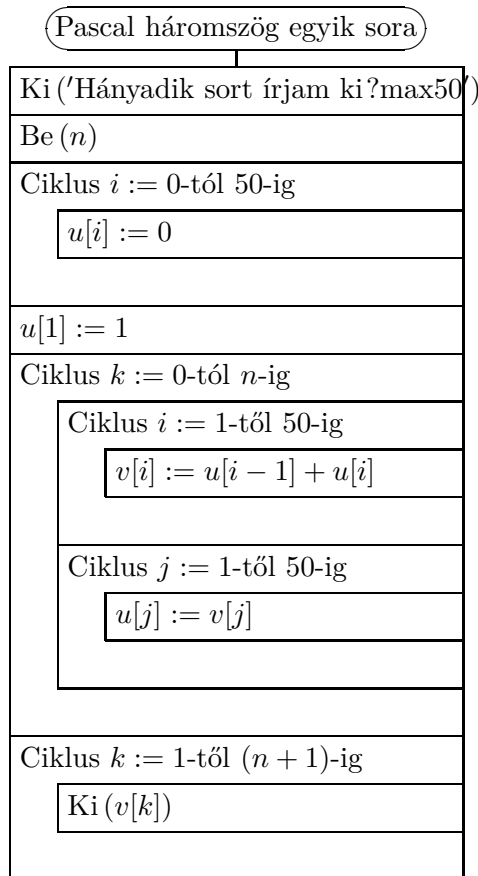 Pascal háromszög egyik sora
Ki ('Hányadik sort írjam ki?max50')
Be (n)
Ciklus i := 0-tól 50-ig
u[i] := 0
u[1] := 1
Ciklus k := 0-tól n-ig
Ciklus i := 1-től 50-ig
v[i] := u[i − 1] + u[i]
Ciklus j := 1-től 50-ig
u[j] := v[j]
Ciklus k := 1-től (n + 1)-ig
Ki (v[k])